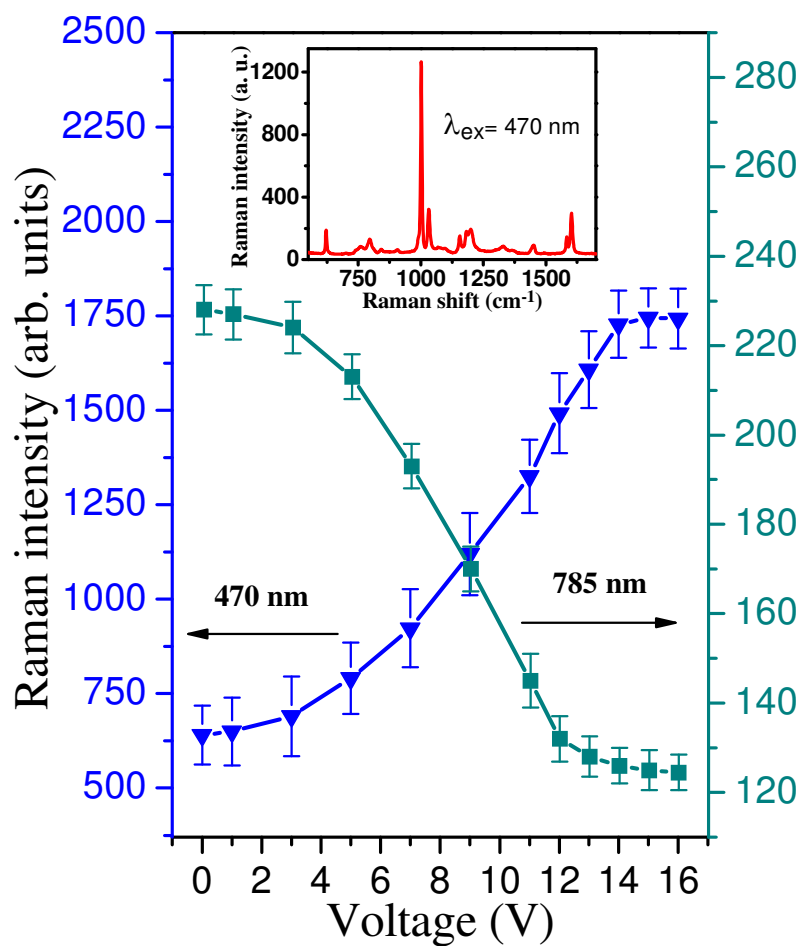 Raman intensity (arb. units)
2500
2250
2000
1750
1500
1250
1000
750
500
Raman intensity (a. u.)
1200
800
400
0
λex= 470 nm
750 1000 1250 1500
Raman shift (cm-1)
280
260
240
220
200
180
160
140
120
470 nm
785 nm
0 2 4 6 8 10 12 14 16
Voltage (V)